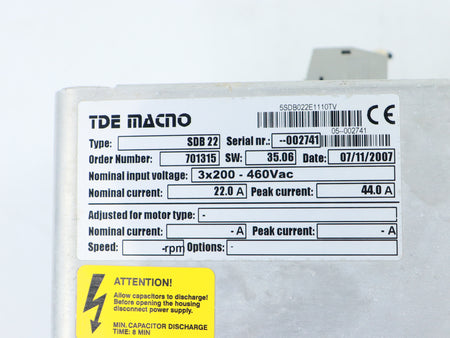 5SDB022E1110TV
TDE MACNO
CE
05-002741
Type: SDB 22 Serial nr.: --002741
Order Number: 701315 SW: 35.06 Date: 07/11/2007
Nominal input voltage: 3x200 - 460Vac
Nominal current: 22.0 A Peak current: 44.0 A
Adjusted for motor type: -
Nominal current: - A Peak current: - A
Speed: -rpm Options: -
ATTENTION!
Allow capacitors to discharge!
Before opening the housing
disconnect power supply.
MIN. CAPACITOR DISCHARGE
TIME: 8 MIN